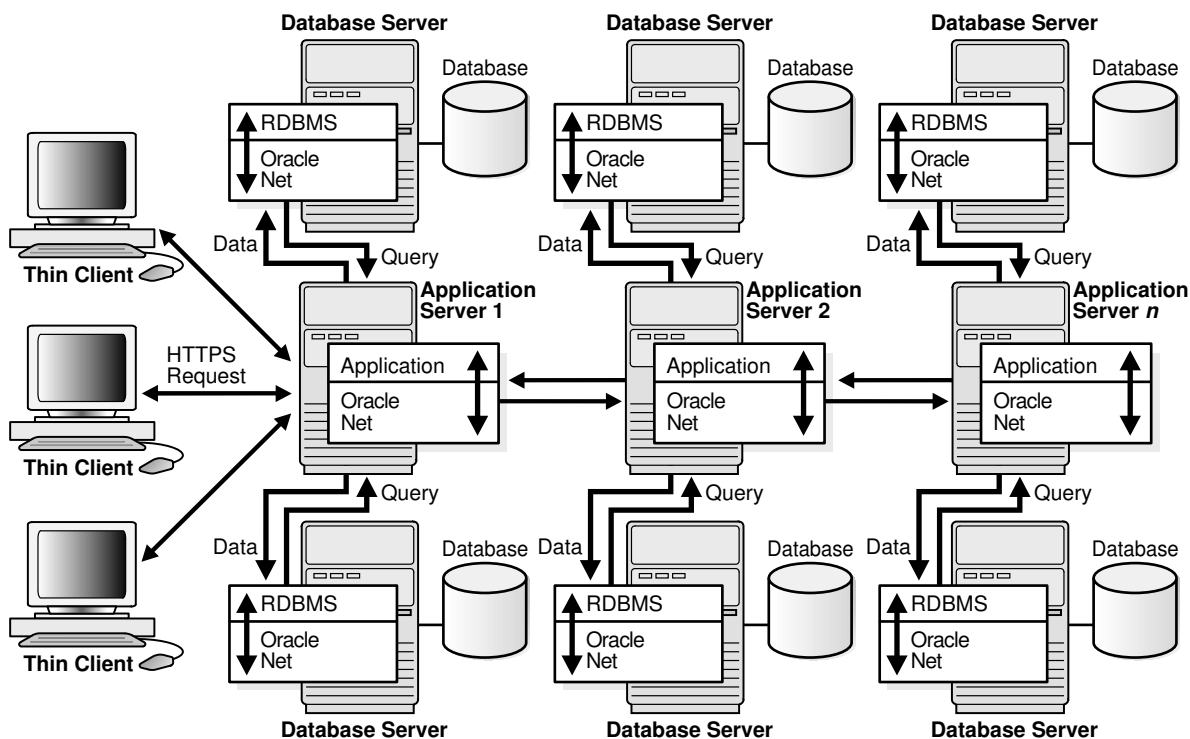 Database Server
Database Server
Database Server
Database
Database
Database
RDBMS
Oracle
Net
RDBMS
Oracle
Net
RDBMS
Oracle
Net
Data
Query
Data
Query
Data
Query
Thin Client
Application
Server 1
Application
Server 2
Application
Server n
HTTPS
Request
Application
Oracle
Net
Application
Oracle
Net
Application
Oracle
Net
Thin Client
Query
Query
Query
Data
Data
Data
Database
Database
Database
RDBMS
Oracle
Net
RDBMS
Oracle
Net
RDBMS
Oracle
Net
Thin Client
Database Server
Database Server
Database Server